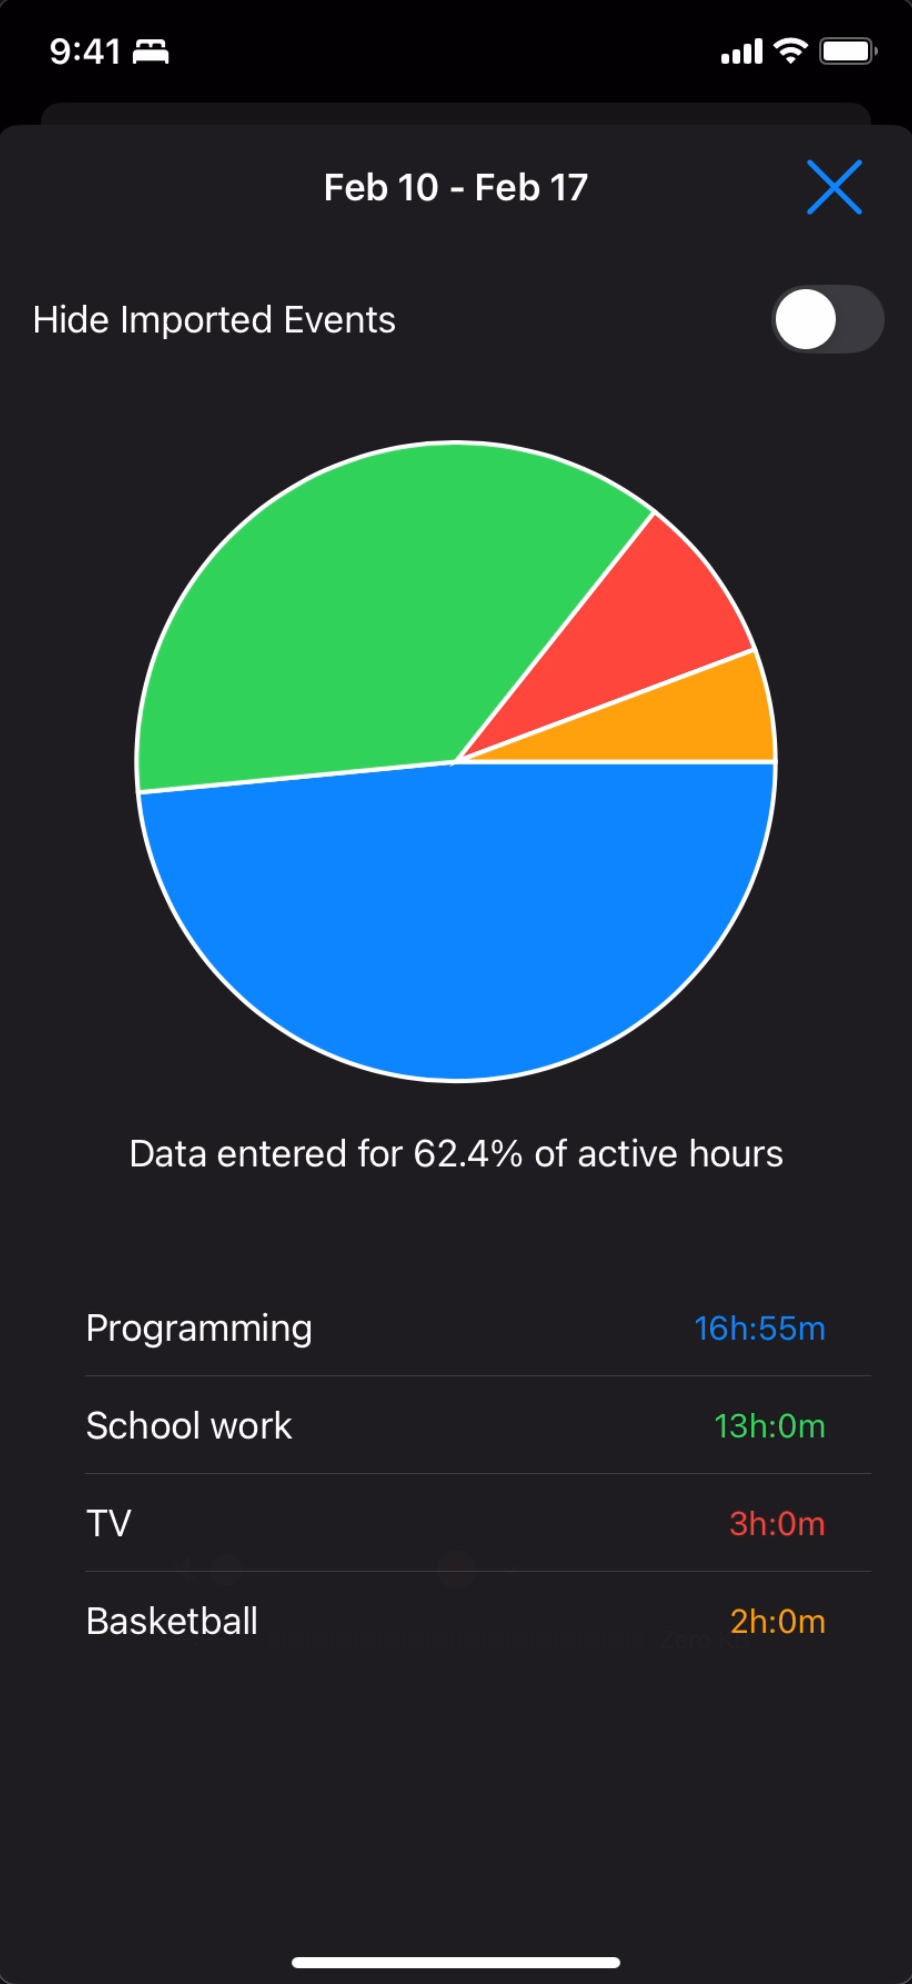 9:41
Feb 10 - Feb 17
Hide Imported Events
Data entered for 62.4% of active hours
Programming 16h:55m
School work 13h:0m
TV 3h:0m
Basketball 2h:0m